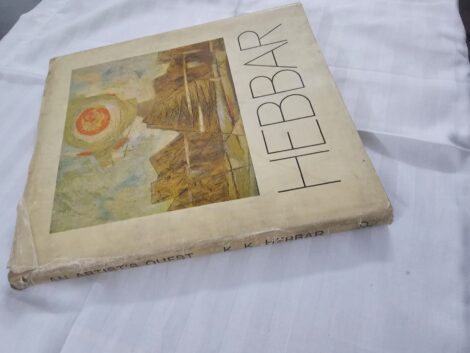 HEBBAR
AN ARTIST'S QUEST K. K. HEBBAR